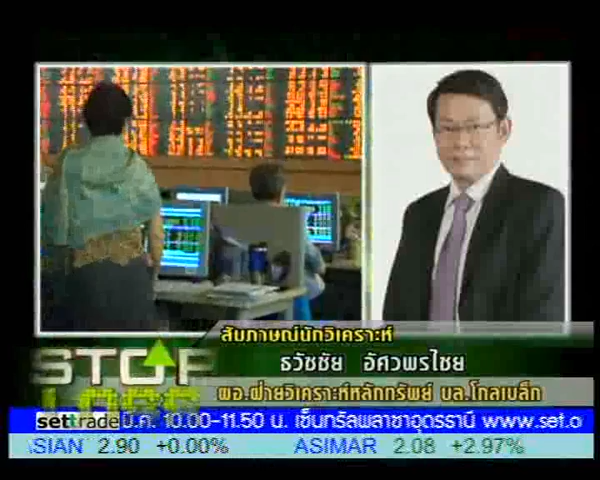 สัมภาษณ์นักวิเคราะห์
ธวัชชัย อัศวพรไชย
ผอ.ฝ่ายวิเคราะห์หลักทรัพย์ บล.โกลเบล็ก
STOP
LOSS
settrade มี.ค. 10.00-11.50 น. เซ็นทรัลพลาซาอุดรธานี www.set.o
ASIAN 2.90 +0.00% ASIMAR 2.08 +2.97%